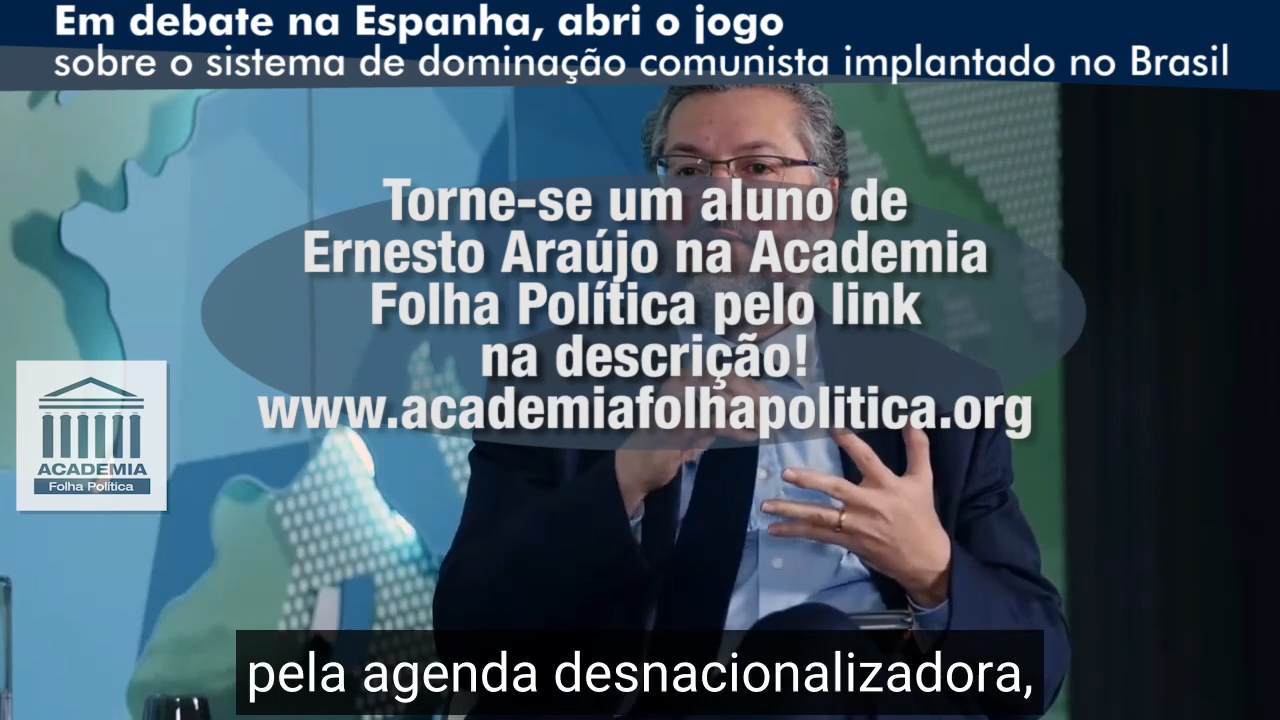 Em debate na Espanha, abri o jogo
sobre o sistema de dominação comunista implantado no Brasil
Torne-se um aluno de
Ernesto Araújo na Academia
Folha Política pelo link
na descrição!
www.academiafolhapolitica.org
ACADEMIA
Folha Política
pela agenda desnacionalizadora,